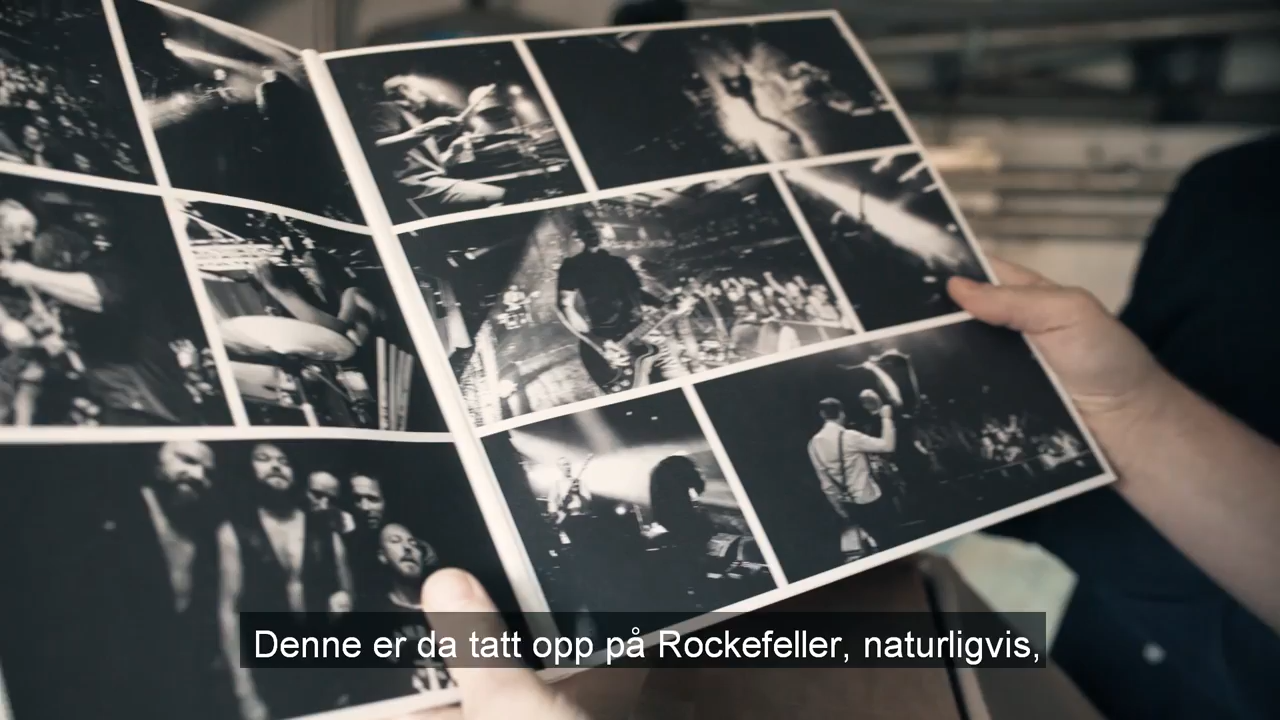 Denne er da tatt opp på Rockefeller, naturligvis,